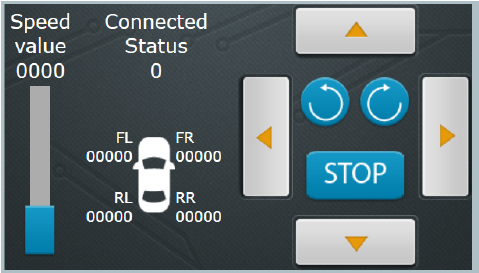 Speed
value
0000
Connected
Status
0
FL FR
00000 00000
RL RR
00000 00000
STOP